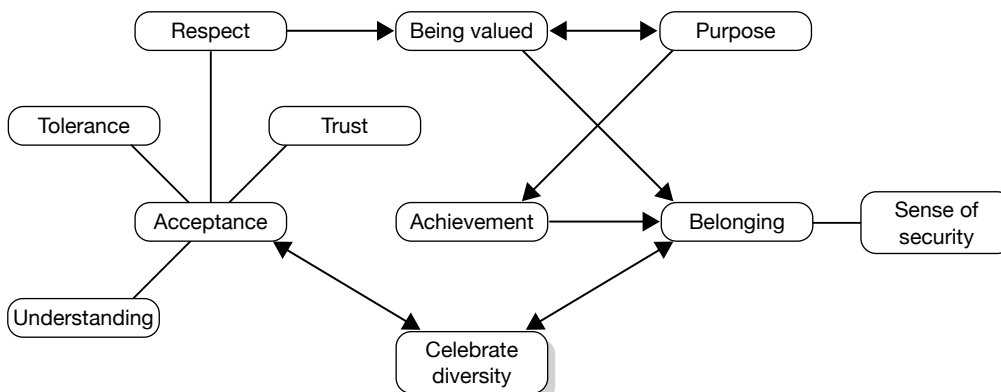 Respect
Being valued
Purpose
Tolerance
Trust
Acceptance
Achievement
Belonging
Sense of
security
Understanding
Celebrate
diversity